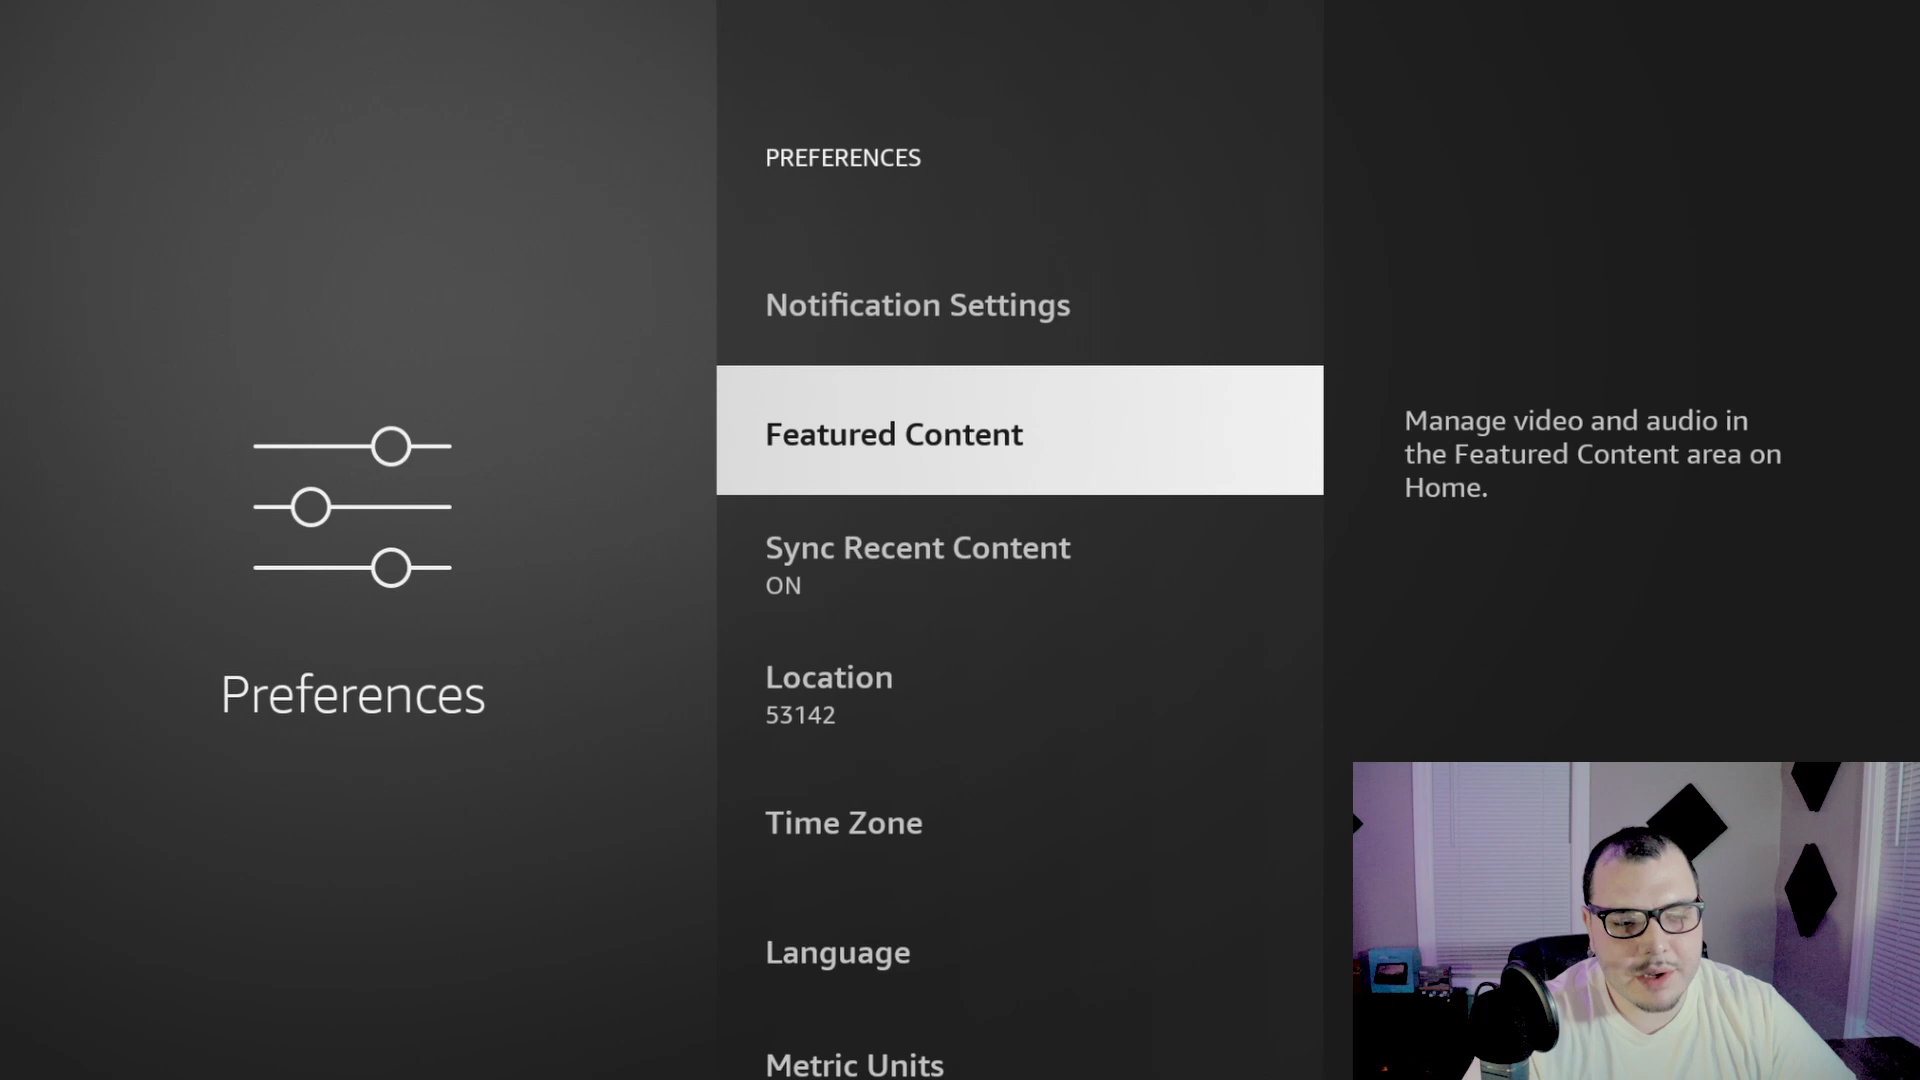 PREFERENCES
Notification Settings
Featured Content
Sync Recent Content
ON
Location
53142
Time Zone
Language
Metric Units
Preferences
Manage video and audio in
the Featured Content area on
Home.